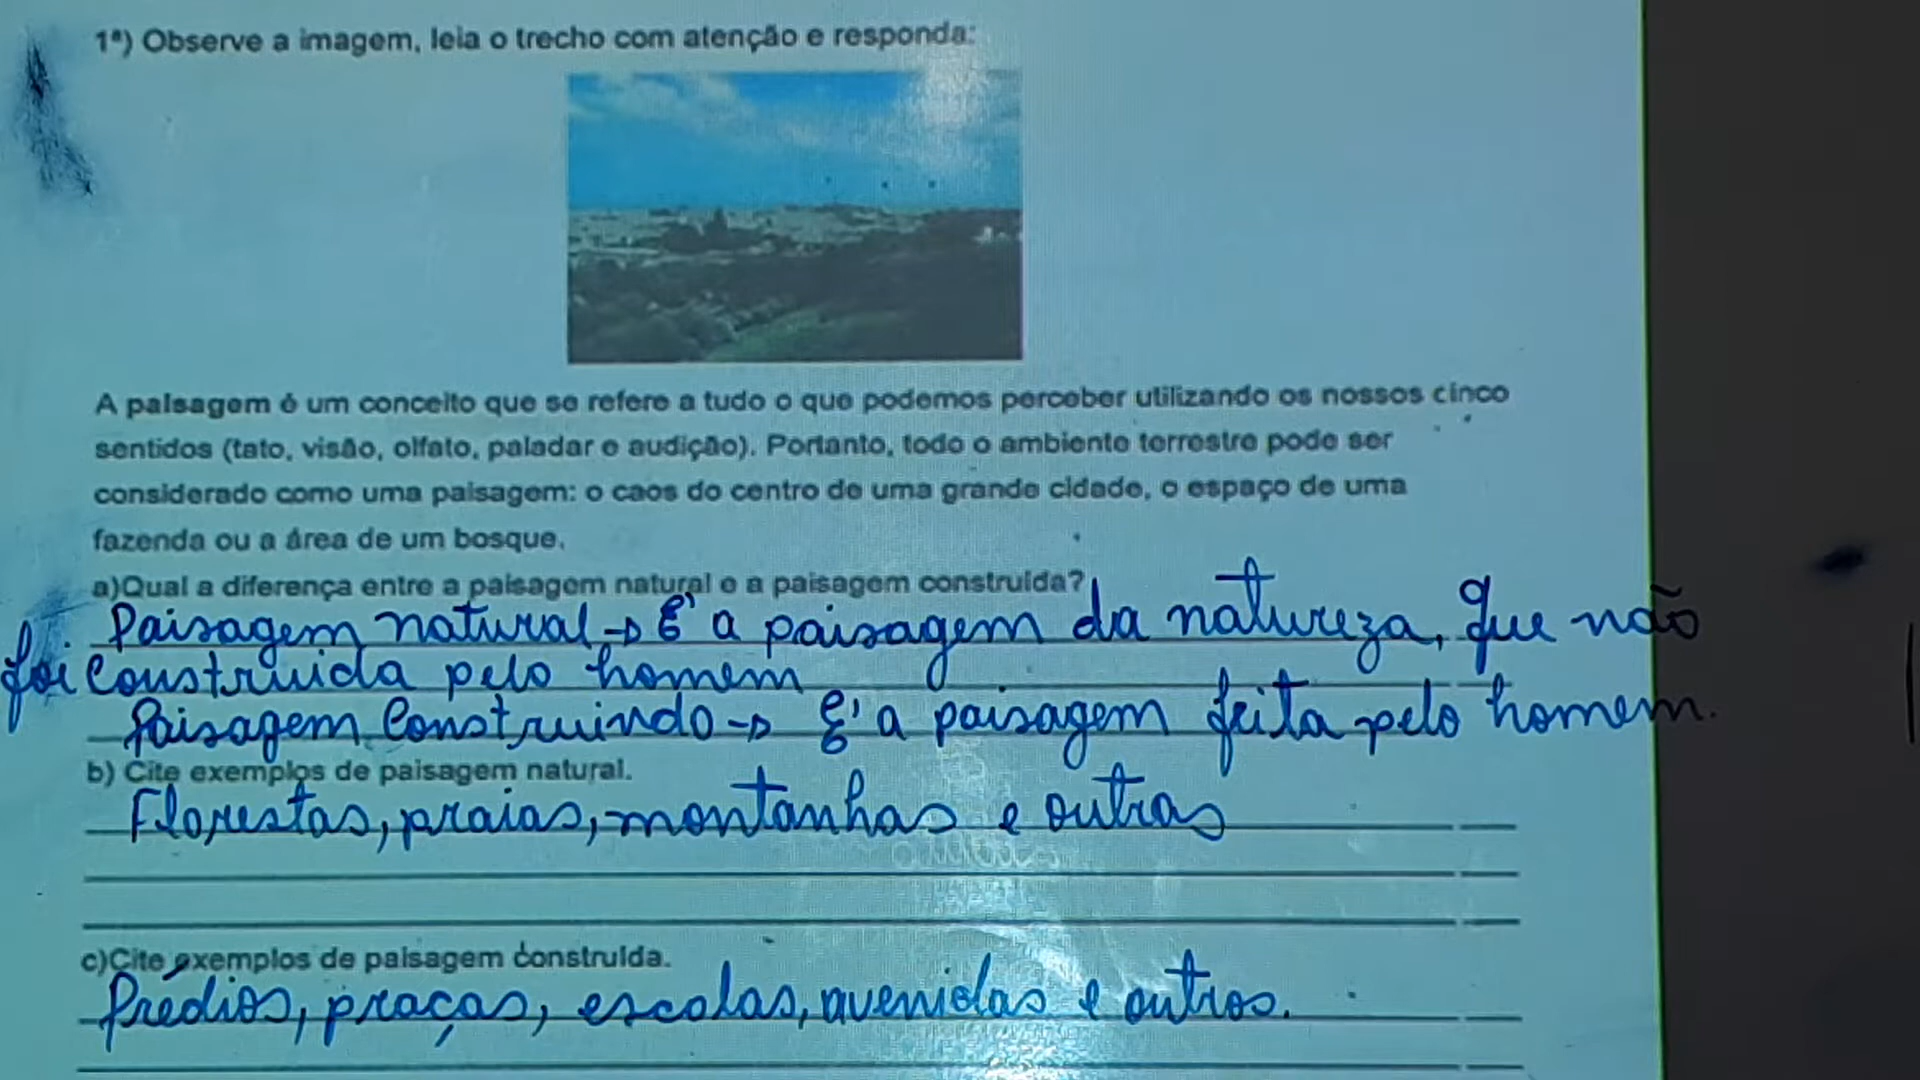 1ª) Observe a imagem, leia o trecho com atenção e responda:
A paisagem é um conceito que se refere a tudo o que podemos perceber utilizando os nossos cinco
sentidos (tato, visão, olfato, paladar e audição). Portanto, todo o ambiente terrestre pode ser
considerado como uma paisagem: o caos do centro de uma grande cidade, o espaço de uma
fazenda ou a área de um bosque.
a)Qual a diferença entre a paisagem natural e a paisagem construída?
Paisagem natural → É a paisagem da natureza, que não
foi construida pelo homem
Paisagem Construindo → É a paisagem feita pelo homem.
b) Cite exemplos de paisagem natural.
Florestas, praias, montanhas e outras
c)Cite exemplos de paisagem construída.
Prédios, praças, escolas, avenidas e outros.